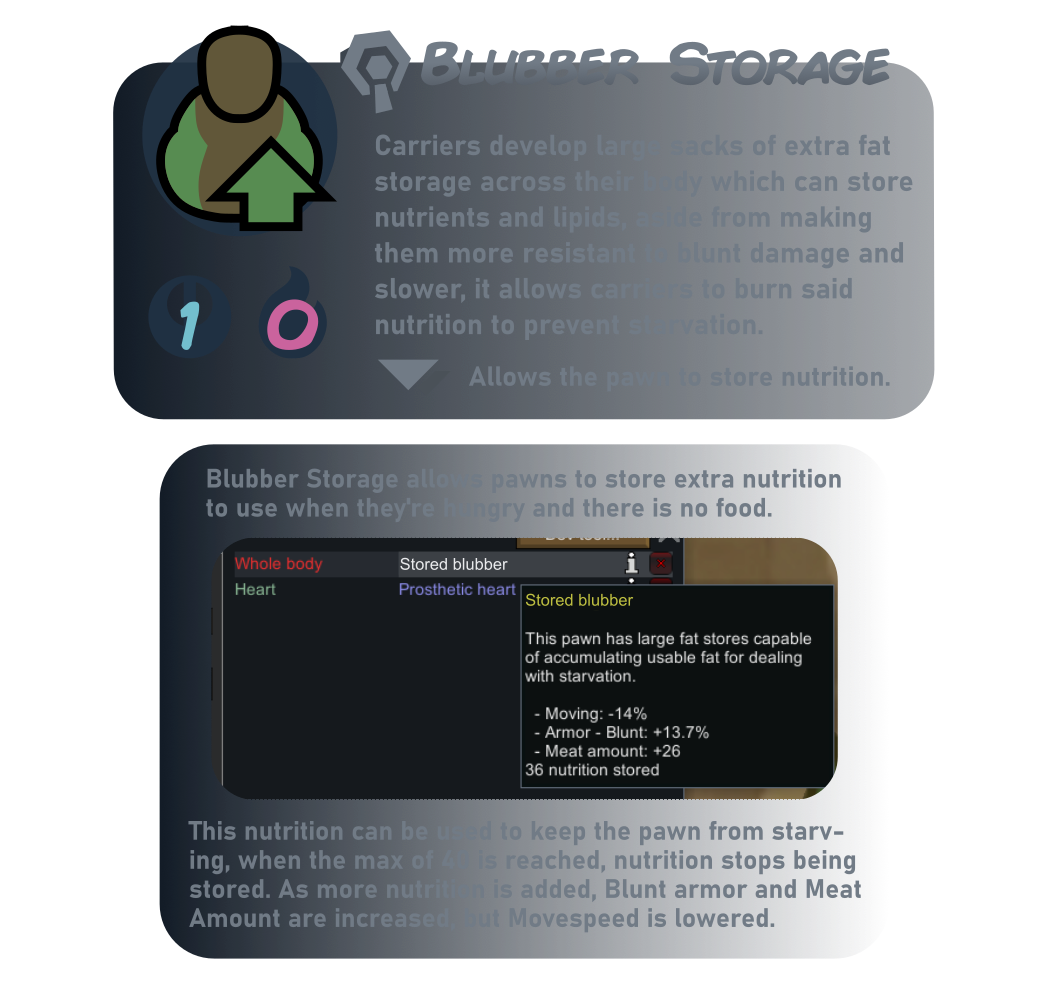 Blubber Storage
Carriers develop large sacks of extra fat
storage across their body which can store
nutrients and lipids, aside from making
them more resistant to blunt damage and
slower, it allows carriers to burn said
nutrition to prevent starvation.
1 0
Allows the pawn to store nutrition.
Blubber Storage allows pawns to store extra nutrition
to use when they're hungry and there is no food.
Whole body Stored blubber
Heart Prosthetic heart
Stored blubber
This pawn has large fat stores capable
of accumulating usable fat for dealing
with starvation.
- Moving: -14%
- Armor - Blunt: +13.7%
- Meat amount: +26
36 nutrition stored
This nutrition can be used to keep the pawn from starv-
ing, when the max of is reached, nutrition stops being
stored. As more nutrition is added, Blunt armor and Meat
Amount are increased, but Movespeed is lowered.